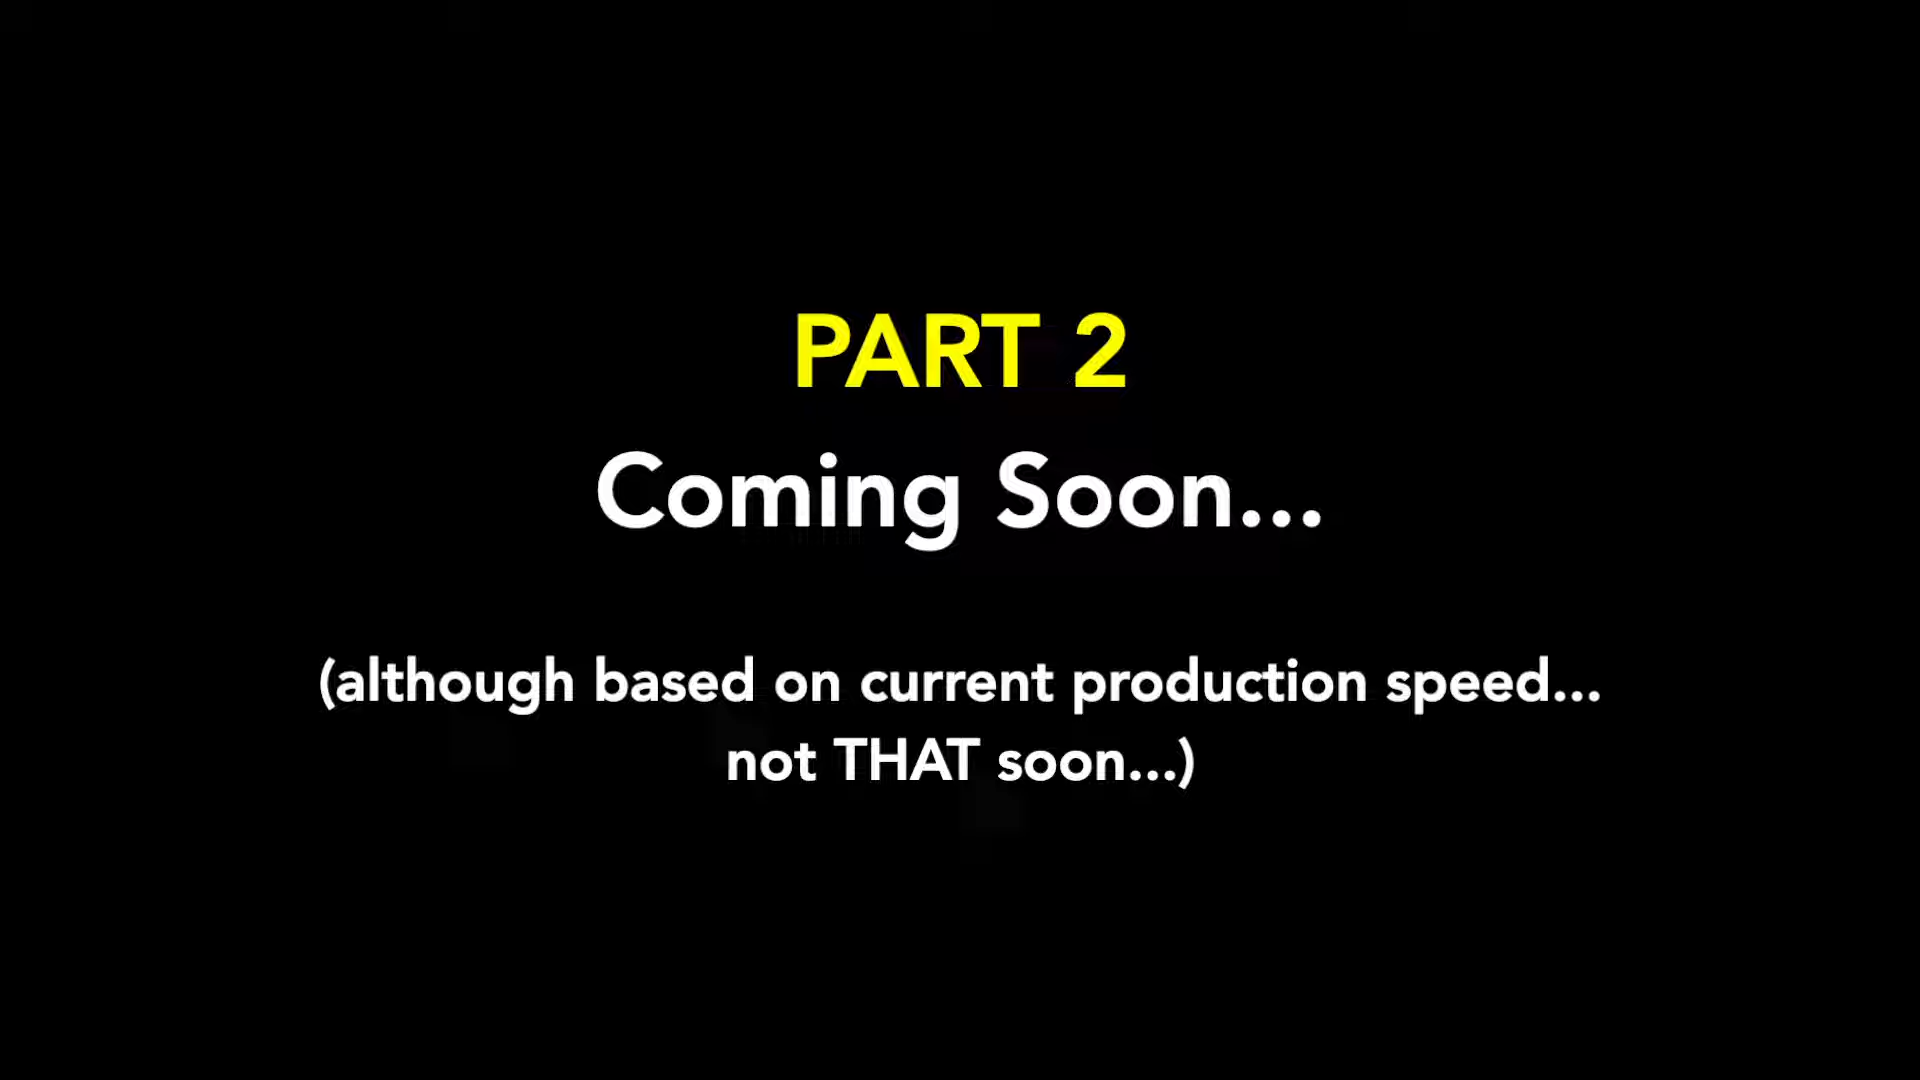 PART 2
Coming Soon...
(although based on current production speed...
not THAT soon...)